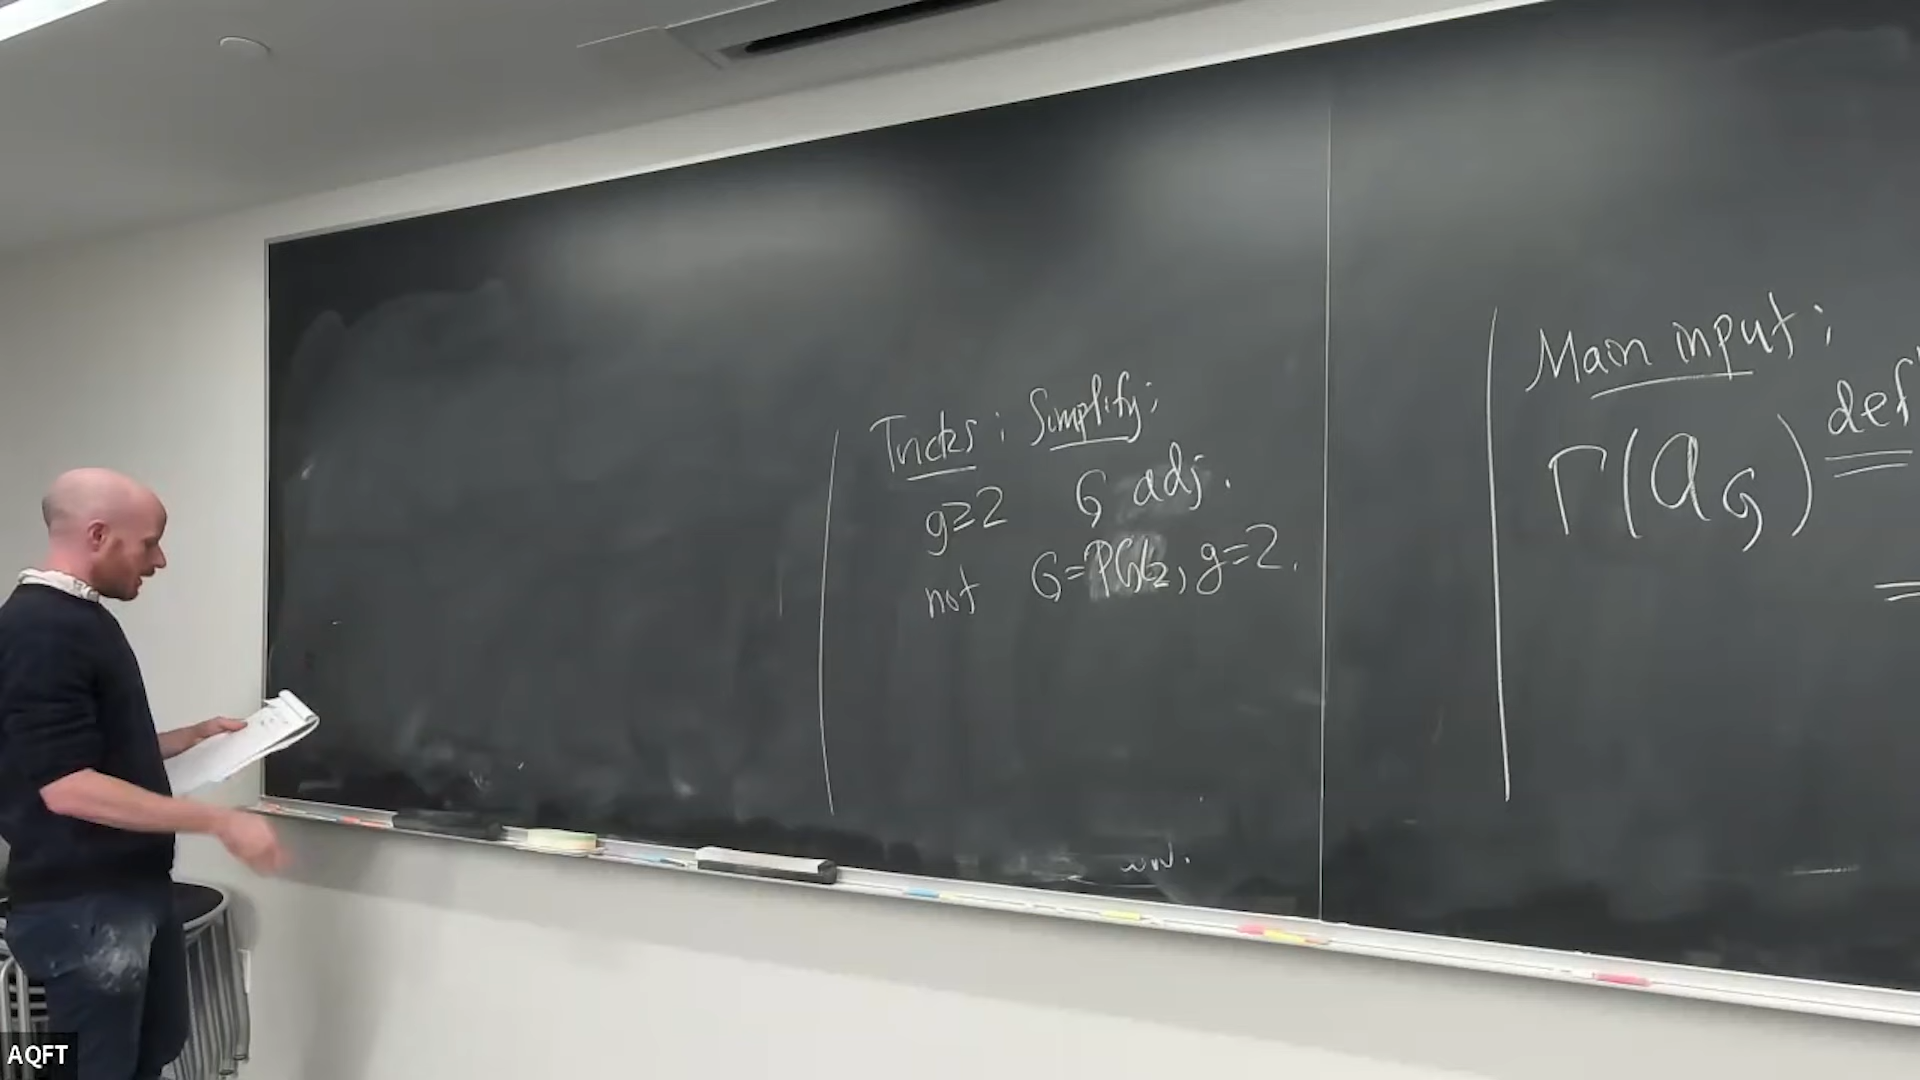 Tricks: Simplify:
g≥2 G adj.
not G=PGL₂, g=2.
Main input:
Γ(a_G) def
=
AQFT